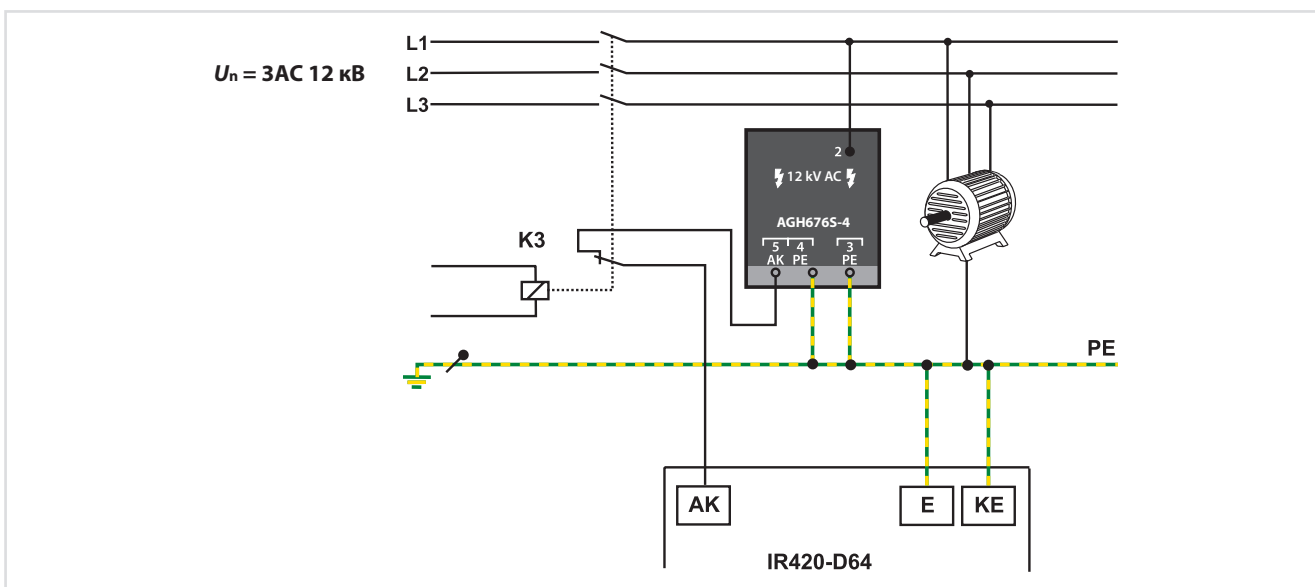 L1
Un = 3AC 12 кВ
L2
L3
2
12 kV AC
AGH676S-4
K3
5 4 3
AK PE PE
PE
AK
E
KE
IR420-D64